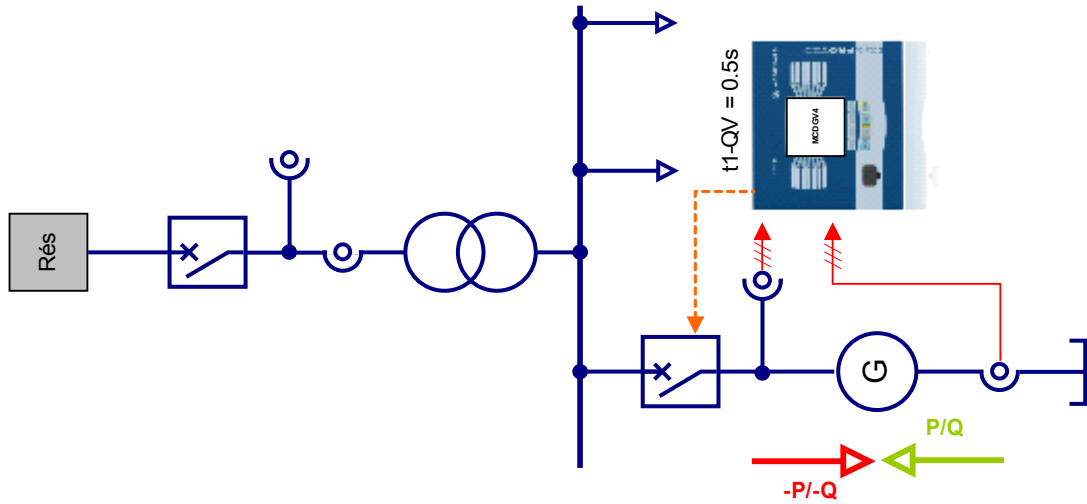 Rés
t1-QV = 0.5s
MCDGV4
G
P/Q
-P/-Q